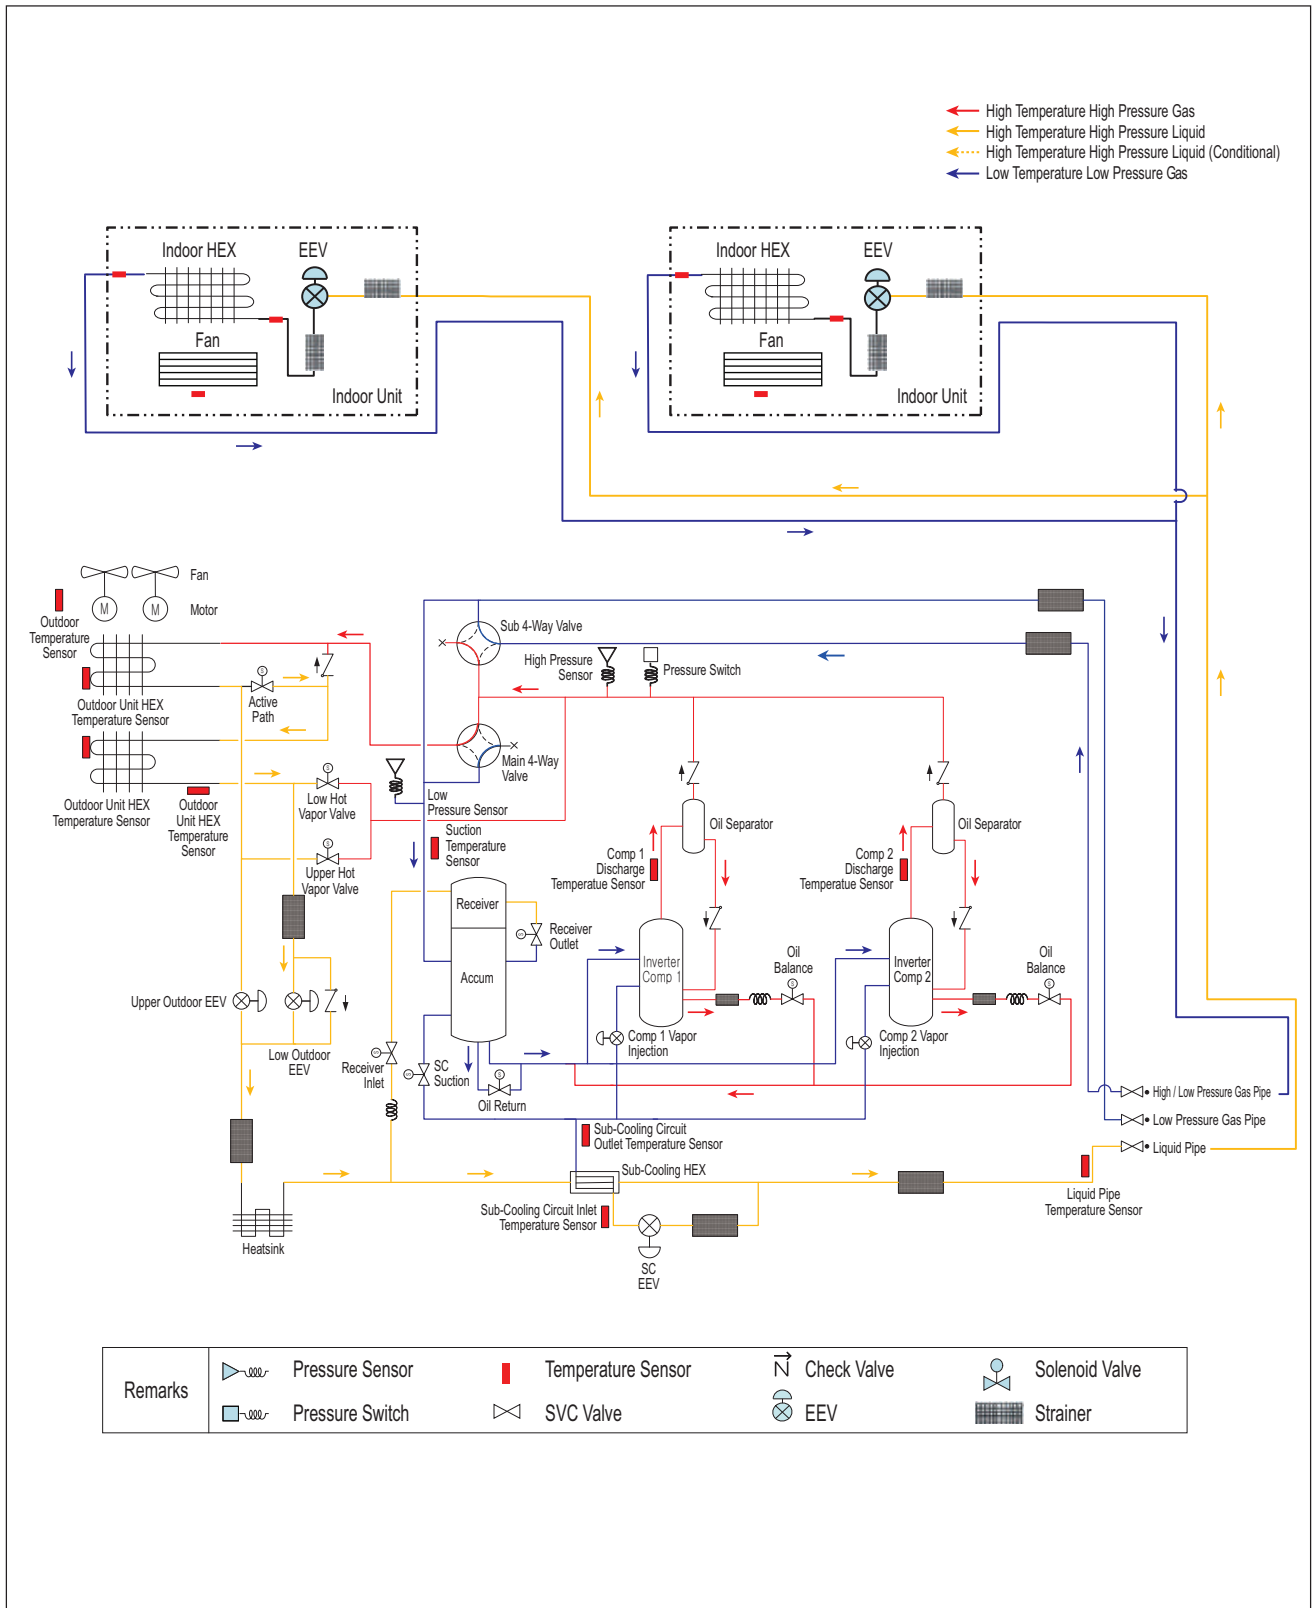 High Temperature High Pressure Gas
High Temperature High Pressure Liquid
High Temperature High Pressure Liquid (Conditional)
Low Temperature Low Pressure Gas
Indoor HEX
EEV
Fan
Indoor Unit
Indoor HEX
EEV
Fan
Indoor Unit
Fan
M
M
Motor
Outdoor
Temperature
Sensor
Sub 4-Way Valve
High Pressure
Sensor
Pressure Switch
S
Active
Path
Outdoor Unit HEX
Temperature Sensor
Main 4-Way
Valve
S
Low Hot
Vapor Valve
Low
Pressure Sensor
Outdoor Unit HEX
Temperature Sensor
Outdoor
Unit HEX
Temperature
Sensor
Suction
Temperature
Sensor
Oil Separator
Oil Separator
S
Upper Hot
Vapor Valve
Comp 1
Discharge
Temperatue Sensor
Comp 2
Discharge
Temperatue Sensor
Receiver
S
Receiver
Outlet
Accum
Inverter
Comp 1
Oil
Balance
S
Inverter
Comp 2
Oil
Balance
S
Upper Outdoor EEV
Low Outdoor
EEV
S
Receiver
Inlet
S
SC
Suction
S
Oil Return
Comp 1 Vapor
Injection
Comp 2 Vapor
Injection
High / Low Pressure Gas Pipe
Low Pressure Gas Pipe
Liquid Pipe
Sub-Cooling Circuit
Outlet Temperature Sensor
Sub-Cooling HEX
Liquid Pipe
Temperature Sensor
Sub-Cooling Circuit Inlet
Temperature Sensor
Heatsink
SC
EEV
Remarks
Pressure Sensor
Temperature Sensor
Check Valve
Solenoid Valve
Pressure Switch
SVC Valve
EEV
Strainer